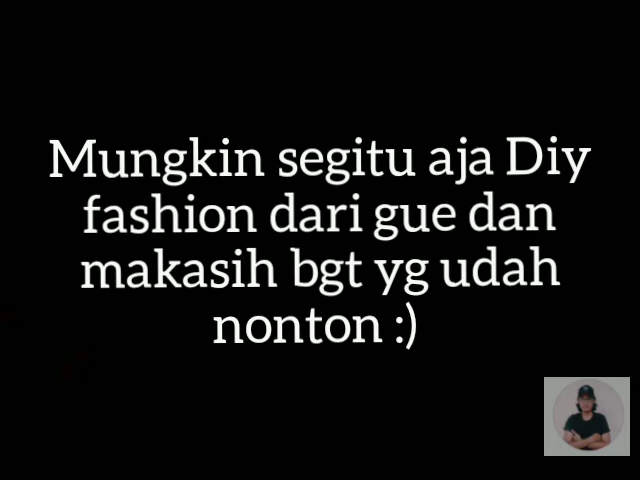 Mungkin segitu aja Diy
fashion dari gue dan
makasih bgt yg udah
nonton :)